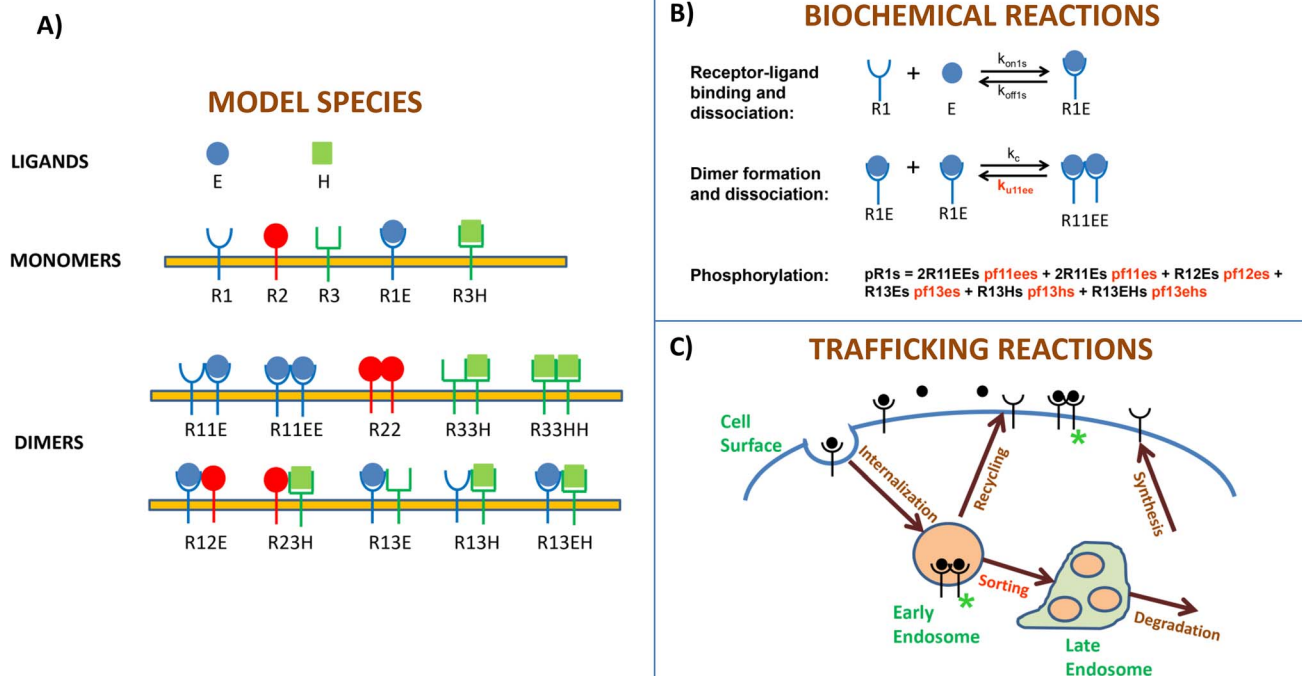 A)
MODEL SPECIES
LIGANDS
E H
MONOMERS
R1 R2 R3 R1E R3H
DIMERS
R11E R11EE R22 R33H R33HH
R12E R23H R13E R13H R13EH
B)
BIOCHEMICAL REACTIONS
Receptor-ligand
binding and
dissociation:
R1 + E kon1s koff1s R1E
Dimer formation
and dissociation:
R1E + R1E kc ku11ee R11EE
Phosphorylation:
pR1s = 2R11EEs pf11ees + 2R11Es pf11es + R12Es pf12es +
R13Es pf13es + R13Hs pf13hs + R13EHs pf13ehs
C)
TRAFFICKING REACTIONS
Cell
Surface
*
Internalization
Recycling
Synthesis
Sorting
*
Early
Endosome
Degradation
Late
Endosome